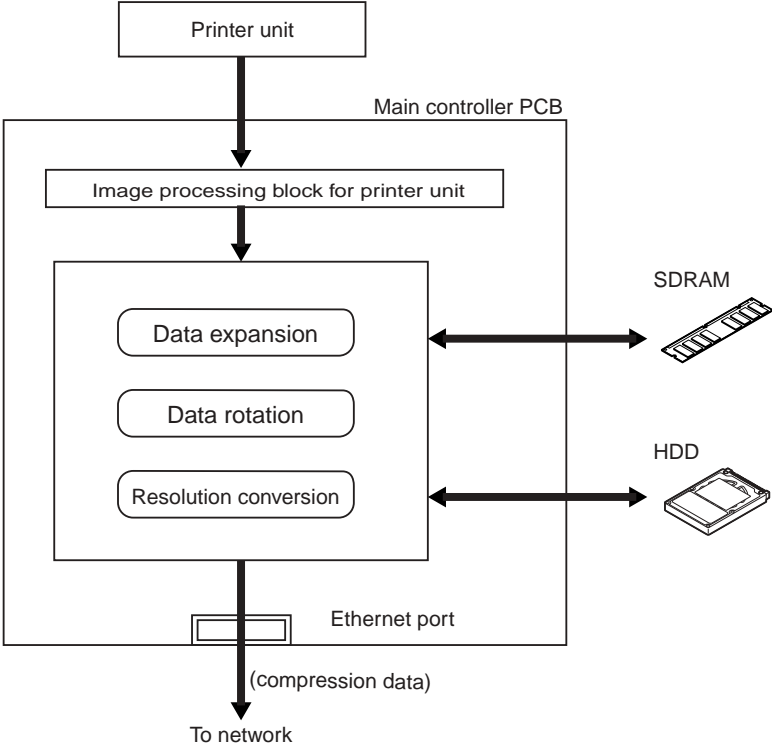 Printer unit
Main controller PCB
Image processing block for printer unit
SDRAM
Data expansion
Data rotation
HDD
Resolution conversion
Ethernet port
(compression data)
To network